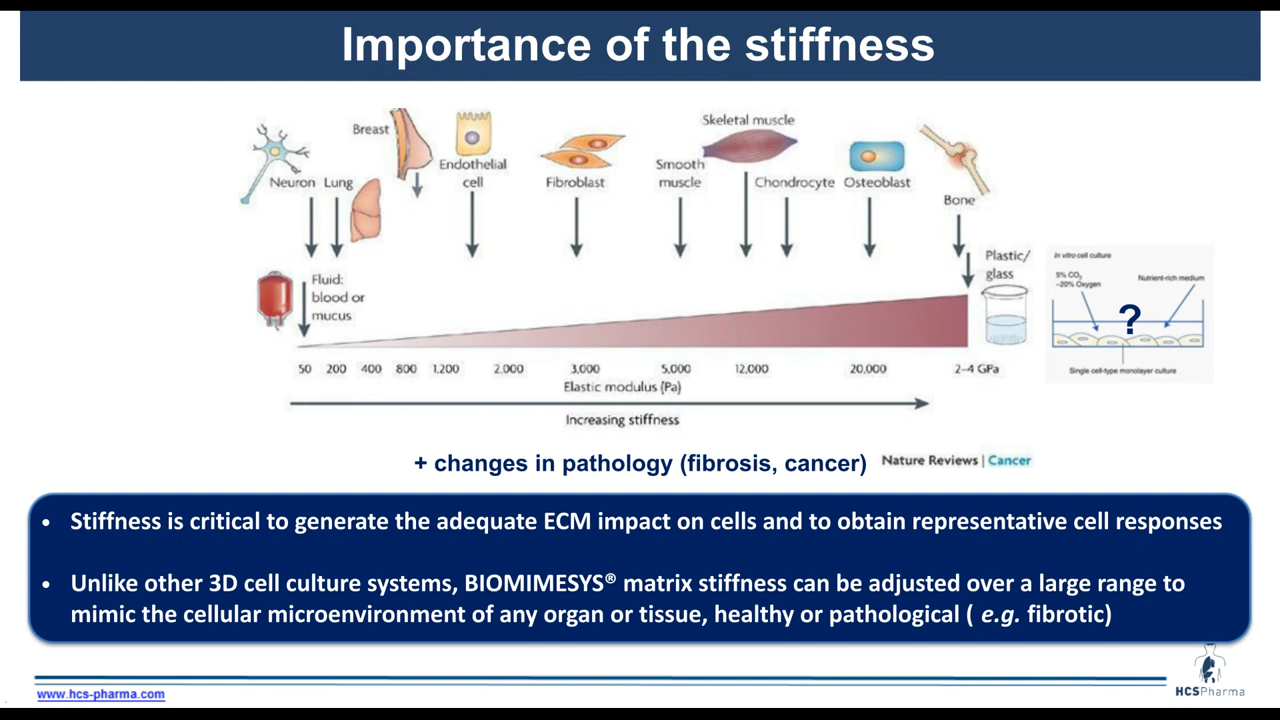 Importance of the stiffness
Breast
Skeletal muscle
Endothelial
cell
Smooth
muscle
Neuron
Lung
Fibroblast
Chondrocyte
Osteoblast
Bone
Fluid:
blood or
mucus
Plastic/
glass
In vitro cell culture
5% CO2
~20% Oxygen
Nutrient-rich medium
?
Single cell-type monolayer culture
50 200 400 800 1,200 2,000 3,000 5,000 12,000 20,000 2–4 GPa
Elastic modulus (Pa)
Increasing stiffness
+ changes in pathology (fibrosis, cancer)
Nature Reviews | Cancer
• Stiffness is critical to generate the adequate ECM impact on cells and to obtain representative cell responses
• Unlike other 3D cell culture systems, BIOMIMESYS® matrix stiffness can be adjusted over a large range to
mimic the cellular microenvironment of any organ or tissue, healthy or pathological ( e.g. fibrotic)
www.hcs-pharma.com
HCSPharma